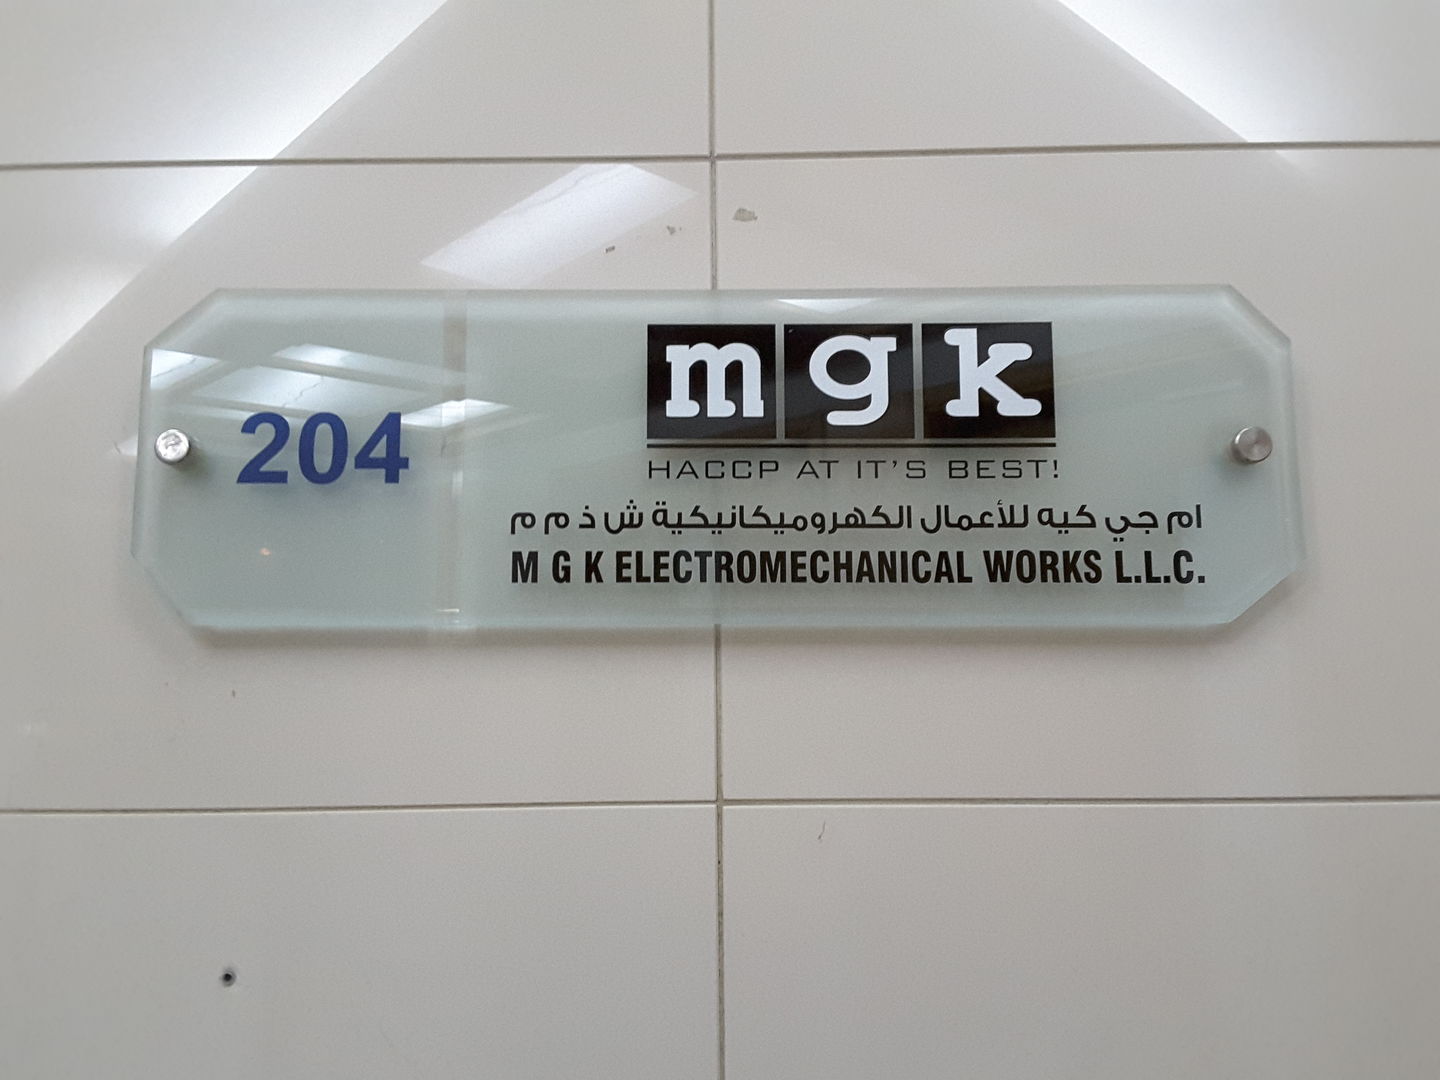 204
mgk
HACCP AT IT'S BEST!
ام جي كيه للأعمال الكهروميكانيكية ش ذ م م
M G K ELECTROMECHANICAL WORKS L.L.C.